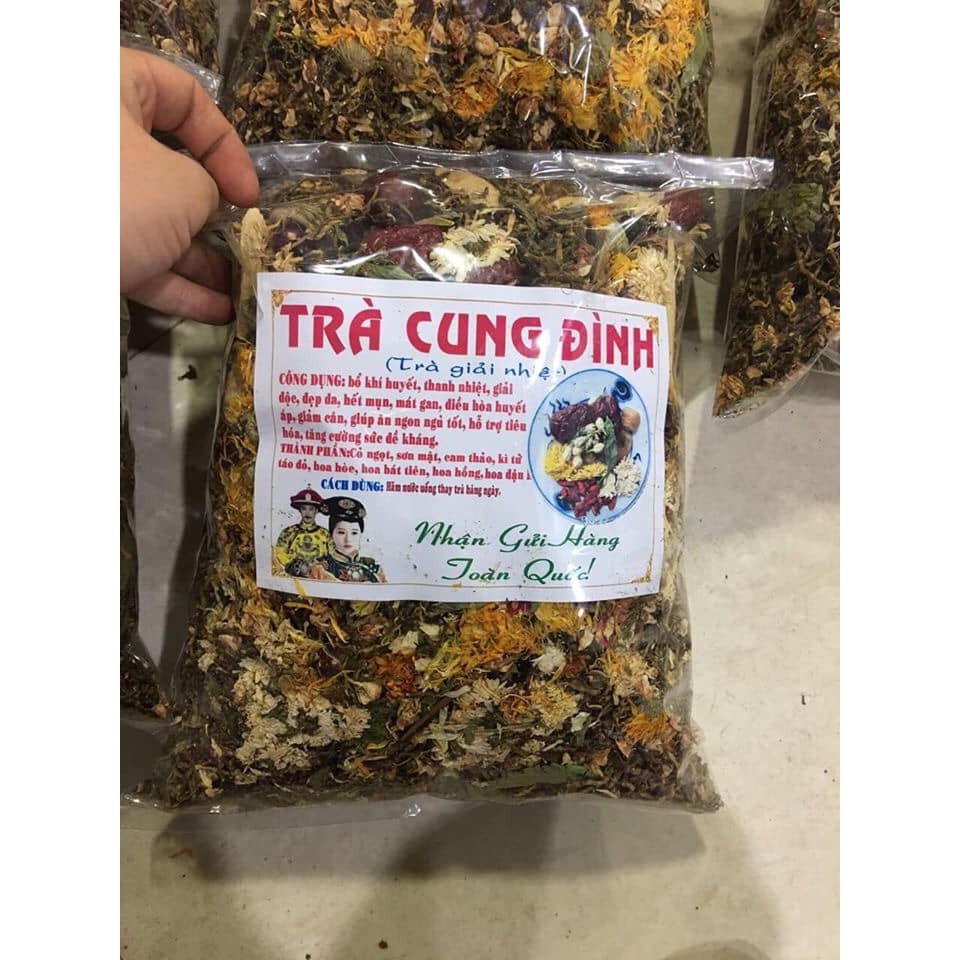 TRÀ CUNG ĐÌNH
(Trà giải nhiệt)
CÔNG DỤNG: bổ khí huyết, thanh nhiệt, giải
độc, đẹp da, hết mụn, mát gan, điều hòa huyết
áp, giảm cân, giúp ăn ngon ngủ tốt, hỗ trợ tiêu
hóa, tăng cường sức đề kháng.
THÀNH PHẦN:Cỏ ngọt, sơn mật, cam thảo, kì tử
táo đỏ, hoa hòe, hoa bát tiên, hoa hồng, hoa đậu
CÁCH DÙNG: Hãm nước uống thay trà hàng ngày.
Nhận Gửi Hàng
Toàn Quốc!